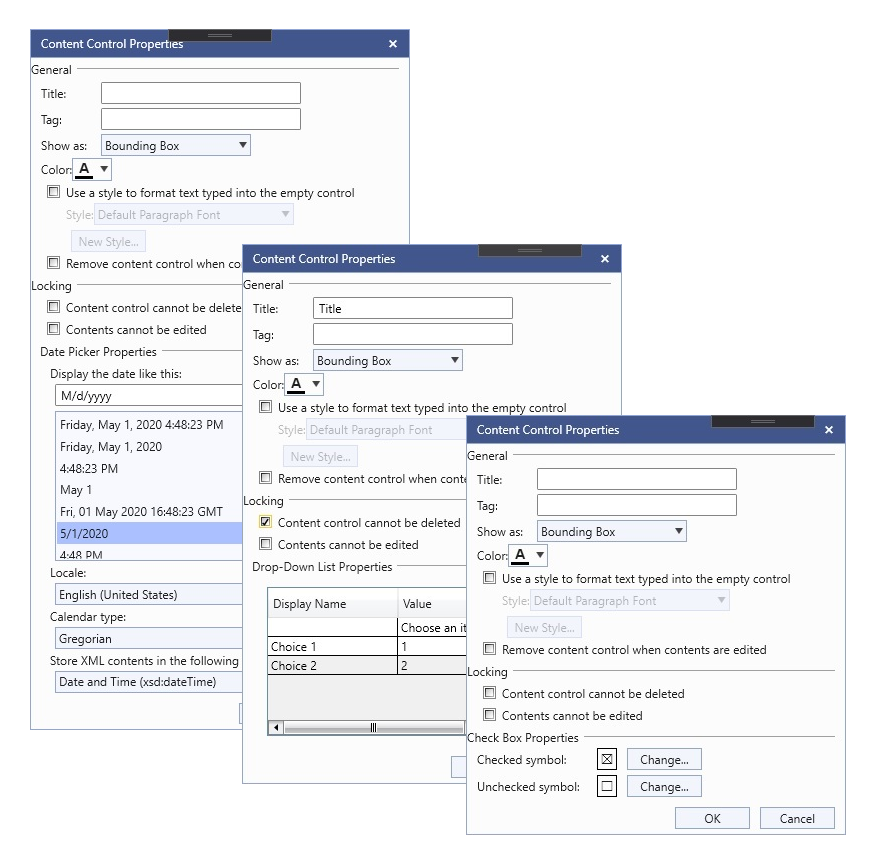 Content Control Properties
General
Title:
Tag:
Show as: Bounding Box
Color: A
Use a style to format text typed into the empty control
Style: Default Paragraph Font
New Style...
Remove content control when co
Locking
Content control cannot be delete
Contents cannot be edited
Date Picker Properties
Display the date like this:
M/d/yyyy
Friday, May 1, 2020 4:48:23 PM
Friday, May 1, 2020
4:48:23 PM
May 1
Fri, 01 May 2020 16:48:23 GMT
5/1/2020
4:48 PM
Locale:
English (United States)
Calendar type:
Gregorian
Store XML contents in the following
Date and Time (xsd:dateTime)
Content Control Properties
General
Title: Title
Tag:
Show as: Bounding Box
Color: A
Use a style to format text typed into the empty control
Style: Default Paragraph Font
New Style...
Remove content control when conte
Locking
Content control cannot be deleted
Contents cannot be edited
Drop-Down List Properties
Display Name Value
Choose an it
Choice 1 1
Choice 2 2
Content Control Properties
General
Title:
Tag:
Show as: Bounding Box
Color: A
Use a style to format text typed into the empty control
Style: Default Paragraph Font
New Style...
Remove content control when contents are edited
Locking
Content control cannot be deleted
Contents cannot be edited
Check Box Properties
Checked symbol: Change...
Unchecked symbol: Change...
OK Cancel